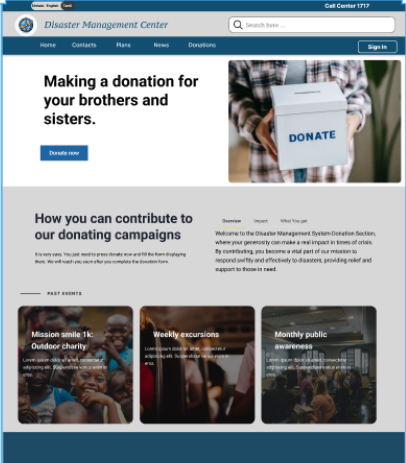 Call Center 1717
Disaster Management Center
Search here ...
Home Contacts Plans News Donations
Sign In
Making a donation for
your brothers and
sisters.
DONATE
Donate now
How you can contribute to
our donating campaigns
It is very easy. You just need to press donate now and fill the form displaying
there. We will reach you soon after you complete the donation form
Overview Impact What You get
Welcome to the Disaster Management System Donation Section,
where your generosity can make a real impact in times of crisis.
By contributing, you become a vital part of our mission to
respond swiftly and effectively to disasters, providing relief and
support to those in need.
PAST EVENTS
Mission smile 1k:
Outdoor charity
Lorem ipsum dolor sit amet, consectetur
adipiscing elit. Suspendisse varius enim in
eros.
Weekly excursions
Lorem ipsum dolor sit amet, consectetur
adipiscing elit. Suspendisse varius enim in
eros.
Monthly public
awareness
Lorem ipsum dolor sit amet, consectetur
adipiscing elit. Suspendisse varius enim in
eros.